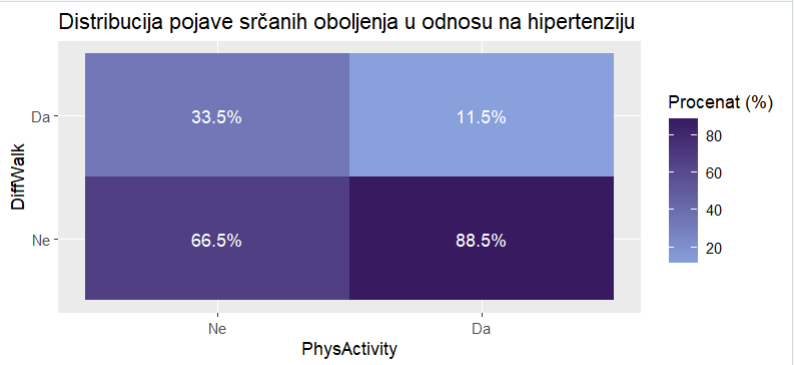 Distribucija pojave srčanih oboljenja u odnosu na hipertenziju
Procenat (%)
80
60
40
20
DiffWalk
Da
33.5%
11.5%
Ne
66.5%
88.5%
Ne
Da
PhysActivity